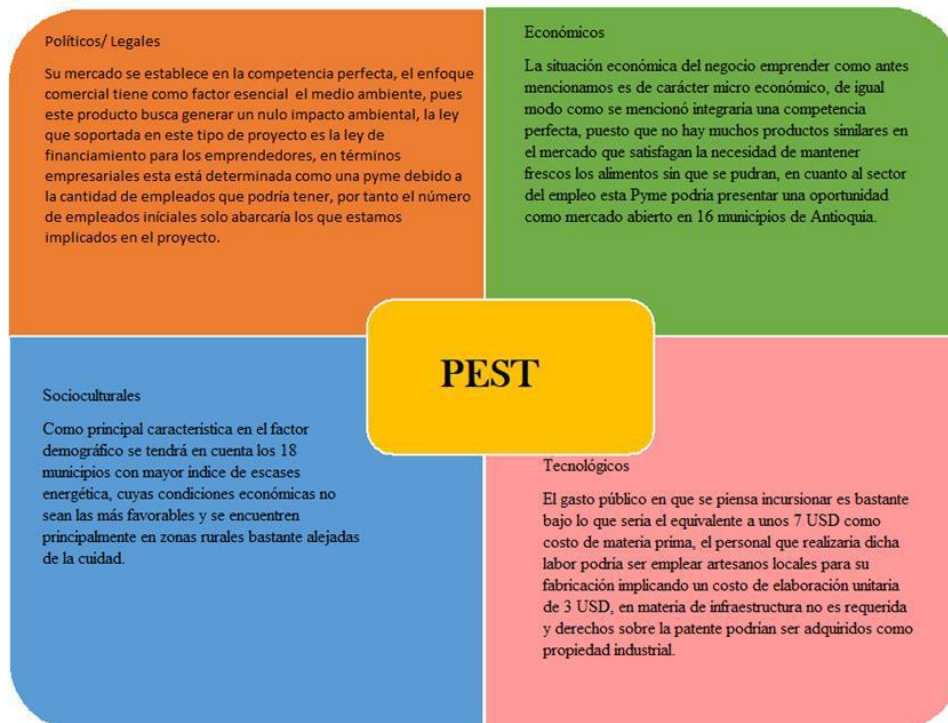 Políticos/ Legales
Su mercado se establece en la competencia perfecta, el enfoque
comercial tiene como factor esencial el medio ambiente, pues
este producto busca generar un nulo impacto ambiental, la ley
que soportada en este tipo de proyecto es la ley de
financiamiento para los emprendedores, en términos
empresariales esta está determinada como una pyme debido a
la cantidad de empleados que podría tener, por tanto el número
de empleados iníciales solo abarcaría los que estamos
implicados en el proyecto.
Económicos
La situación económica del negocio emprender como antes
mencionamos es de carácter micro económico, de igual
modo como se mencionó integraria una competencia
perfecta, puesto que no hay muchos productos similares en
el mercado que satisfagan la necesidad de mantener
frescos los alimentos sin que se pudran, en cuanto al sector
del empleo esta Pyme podría presentar una oportunidad
como mercado abierto en 16 municipios de Antioquia.
PEST
Socioculturales
Como principal característica en el factor
demográfico se tendrá en cuenta los 18
municipios con mayor índice de escases
energética, cuyas condiciones económicas no
sean las más favorables y se encuentren
principalmente en zonas rurales bastante alejadas
de la cuidad.
Tecnológicos
El gasto público en que se piensa incursionar es bastante
bajo lo que seria el equivalente a unos 7 USD como
costo de materia prima, el personal que realizaria dicha
labor podría ser emplear artesanos locales para su
fabricación implicando un costo de elaboración unitaria
de 3 USD, en materia de infraestructura no es requerida
y derechos sobre la patente podrían ser adquiridos como
propiedad industrial.